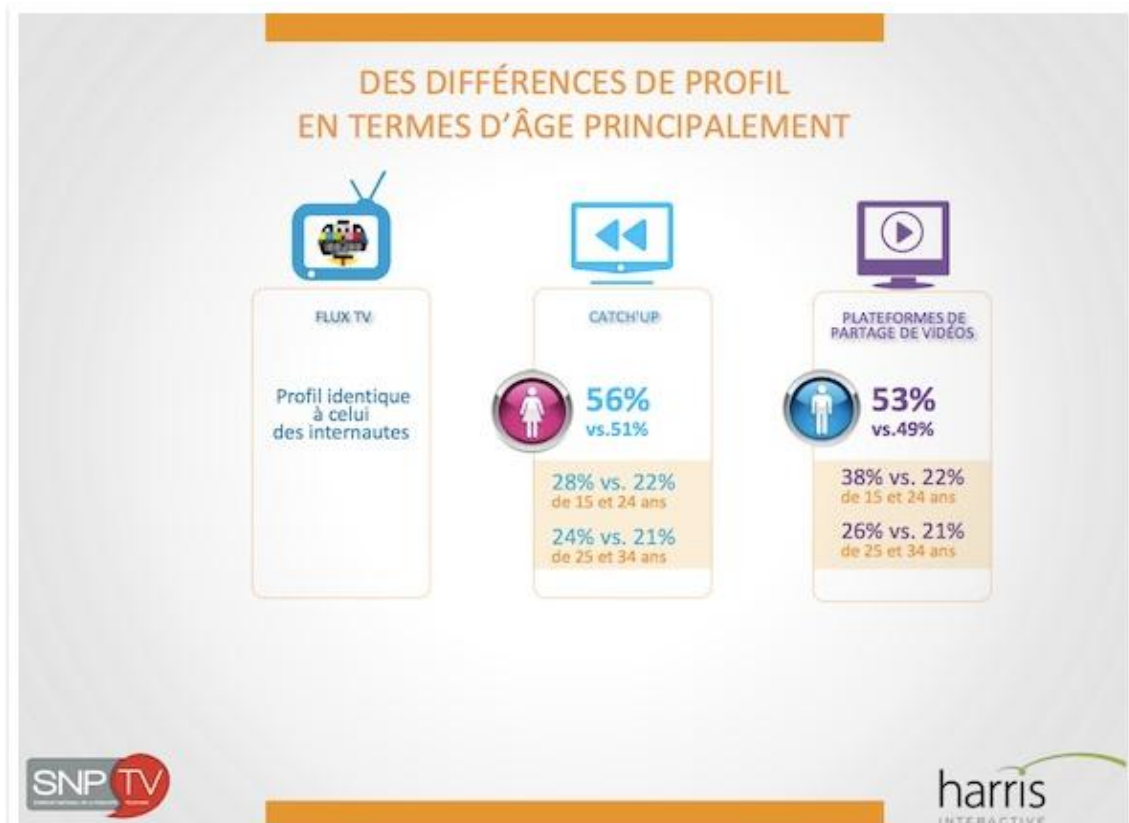 DES DIFFÉRENCES DE PROFIL
EN TERMES D'ÂGE PRINCIPALEMENT
FLUX TV
Profil identique
à celui
des internautes
CATCH'UP
56%
vs.51%
28% vs. 22%
de 15 et 24 ans
24% vs. 21%
de 25 et 34 ans
PLATEFORMES DE
PARTAGE DE VIDÉOS
53%
vs.49%
38% vs. 22%
de 15 et 24 ans
26% vs. 21%
de 25 et 34 ans
SNP TV
harris
INTERACTIVE